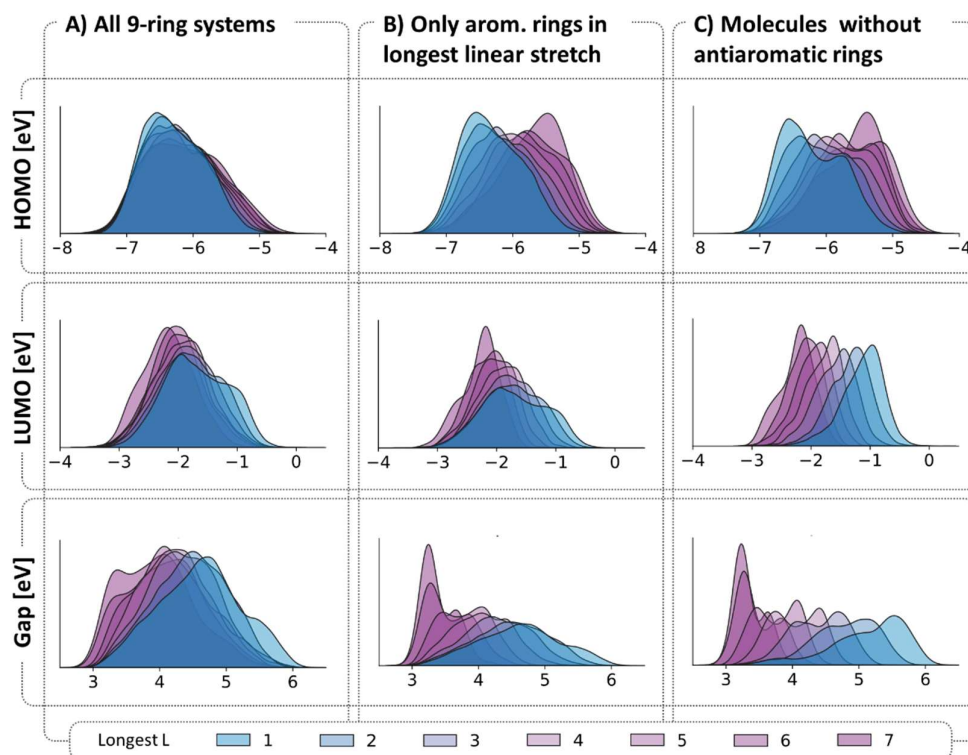 A) All 9-ring systems
B) Only arom. rings in
longest linear stretch
C) Molecules without
antiaromatic rings
HOMO [eV]
−8 −7 −6 −5 −4
−8 −7 −6 −5 −4
−8 −7 −6 −5 −4
LUMO [eV]
−4 −3 −2 −1 0
−4 −3 −2 −1 0
−4 −3 −2 −1 0
Gap [eV]
3 4 5 6
3 4 5 6
3 4 5 6
Longest L 1 2 3 4 5 6 7